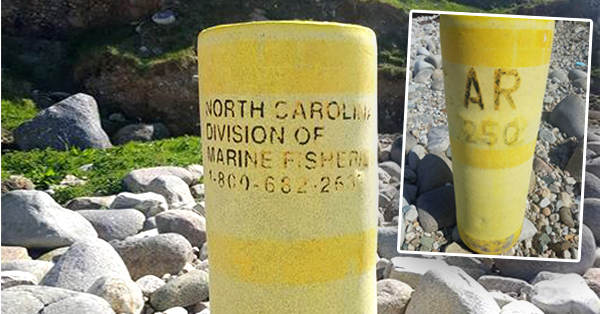 NORTH CAROLINA
DIVISION OF
MARINE FISHERI
1-800-682-263
AR
250